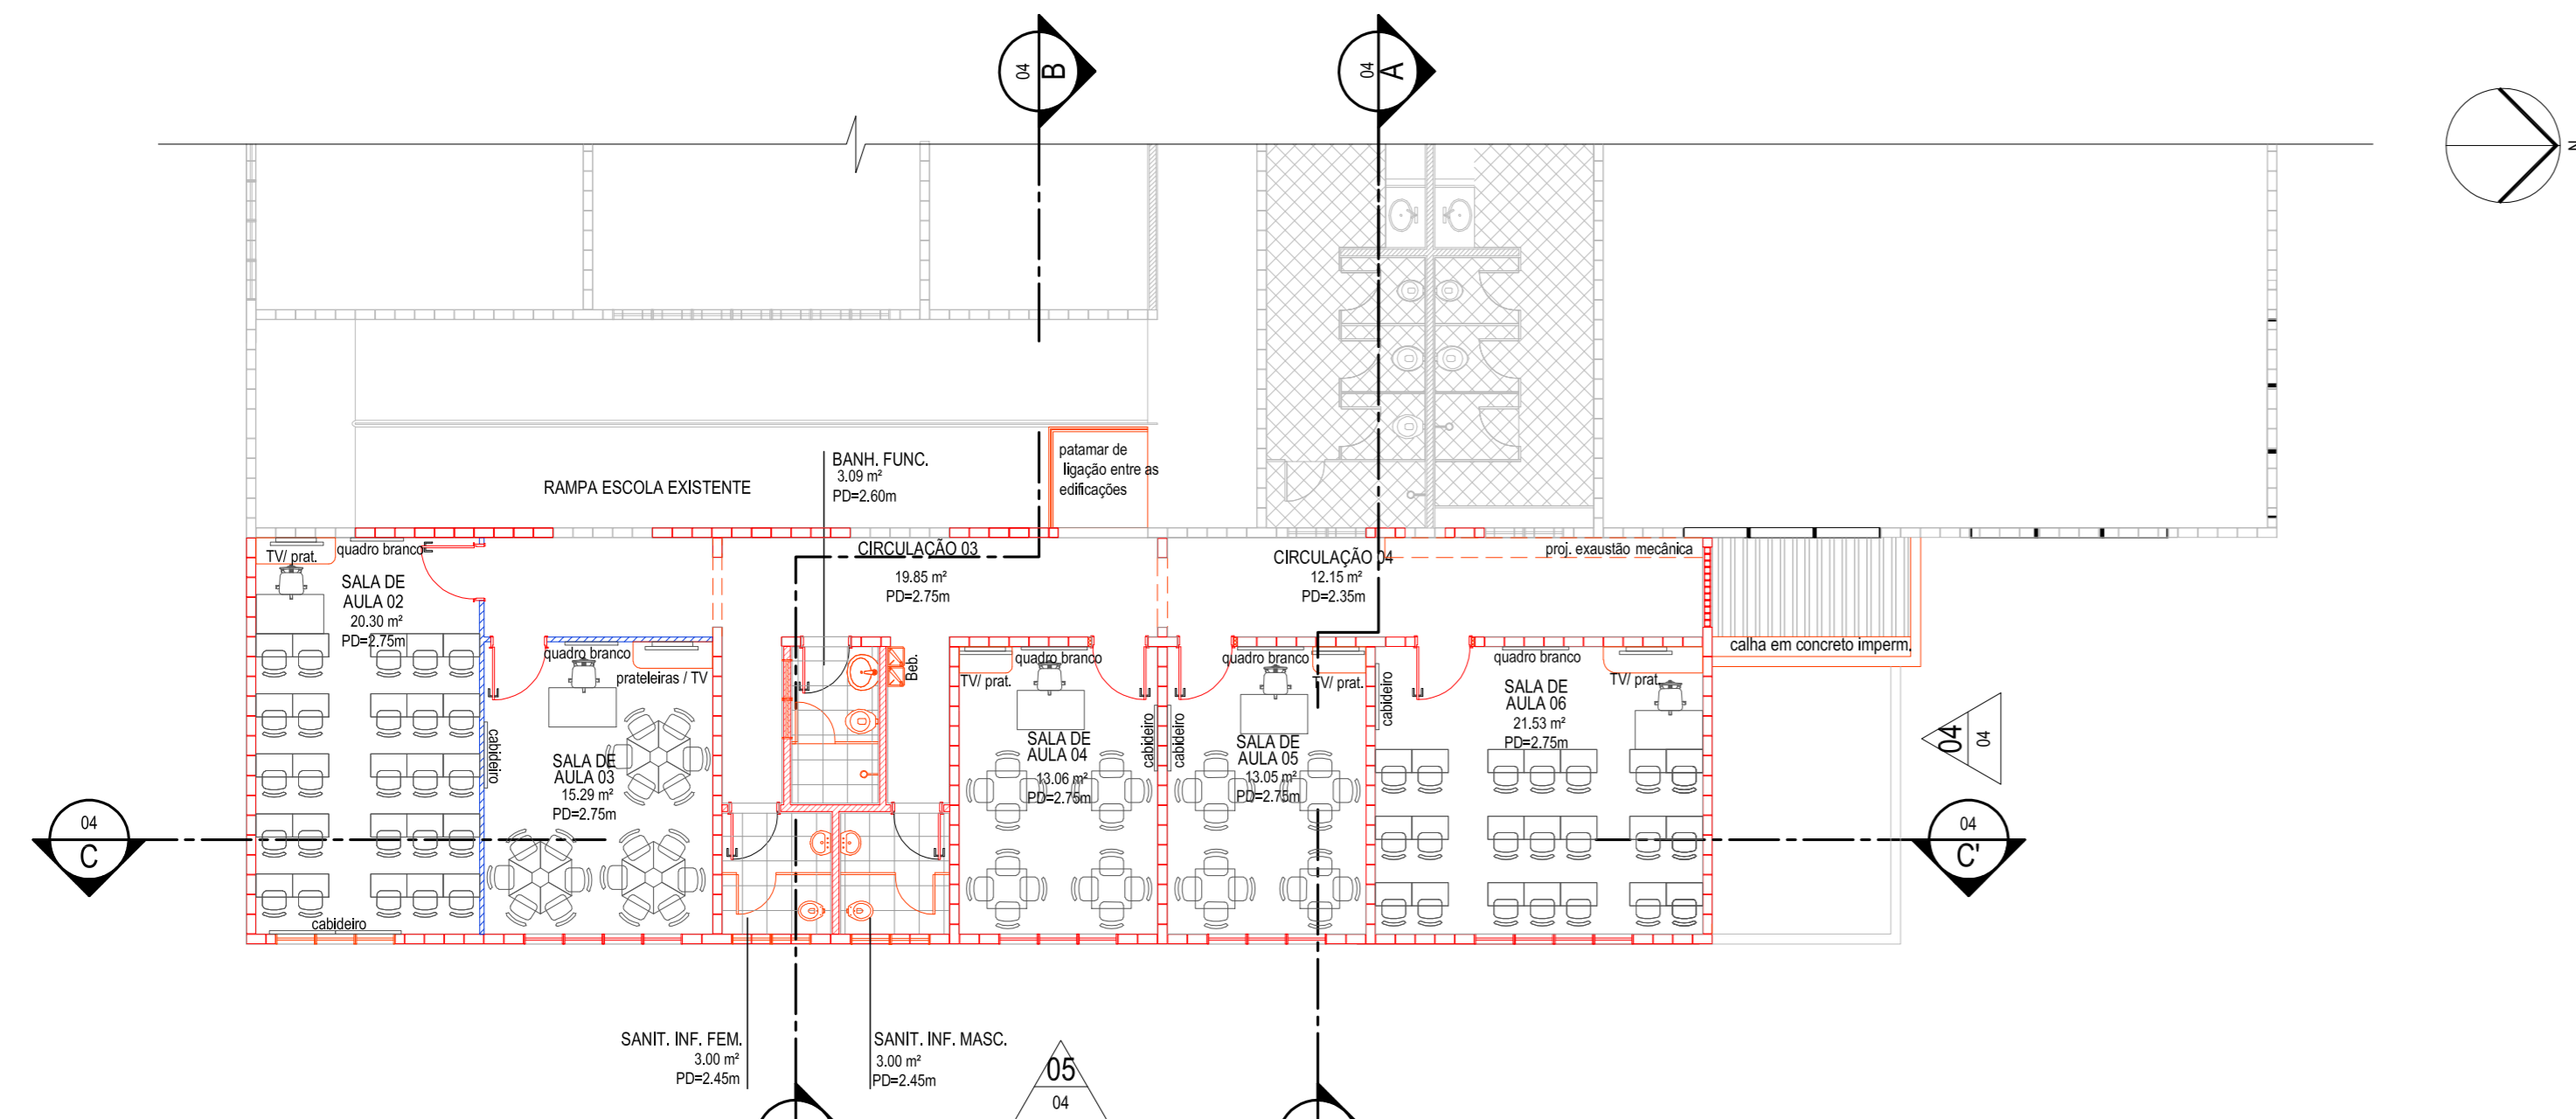 04
B
04
A
N
BANH. FUNC.
3.09 m²
PD=2.60m
patamar de
ligação entre as
edificações
RAMPA ESCOLA EXISTENTE
TV/ prat.
quadro branco
CIRCULAÇÃO 03
19.85 m²
PD=2.75m
CIRCULAÇÃO 04
12.15 m²
PD=2.35m
proj. exaustão mecânica
SALA DE
AULA 02
20.30 m²
PD=2.75m
calha em concreto imperm.
quadro branco
prateleiras / TV
Beb.
TV/ prat.
quadro branco
quadro branco
TV/ prat.
quadro branco
TV/ prat.
cabideiro
SALA DE
AULA 03
15.29 m²
PD=2.75m
SALA DE
AULA 04
13.06 m²
PD=2.75m
cabideiro
cabideiro
SALA DE
AULA 05
13.05 m²
PD=2.75m
cabideiro
SALA DE
AULA 06
21.53 m²
PD=2.75m
04
04
04
C
04
C'
cabideiro
SANIT. INF. FEM.
3.00 m²
PD=2.45m
SANIT. INF. MASC.
3.00 m²
PD=2.45m
05
04